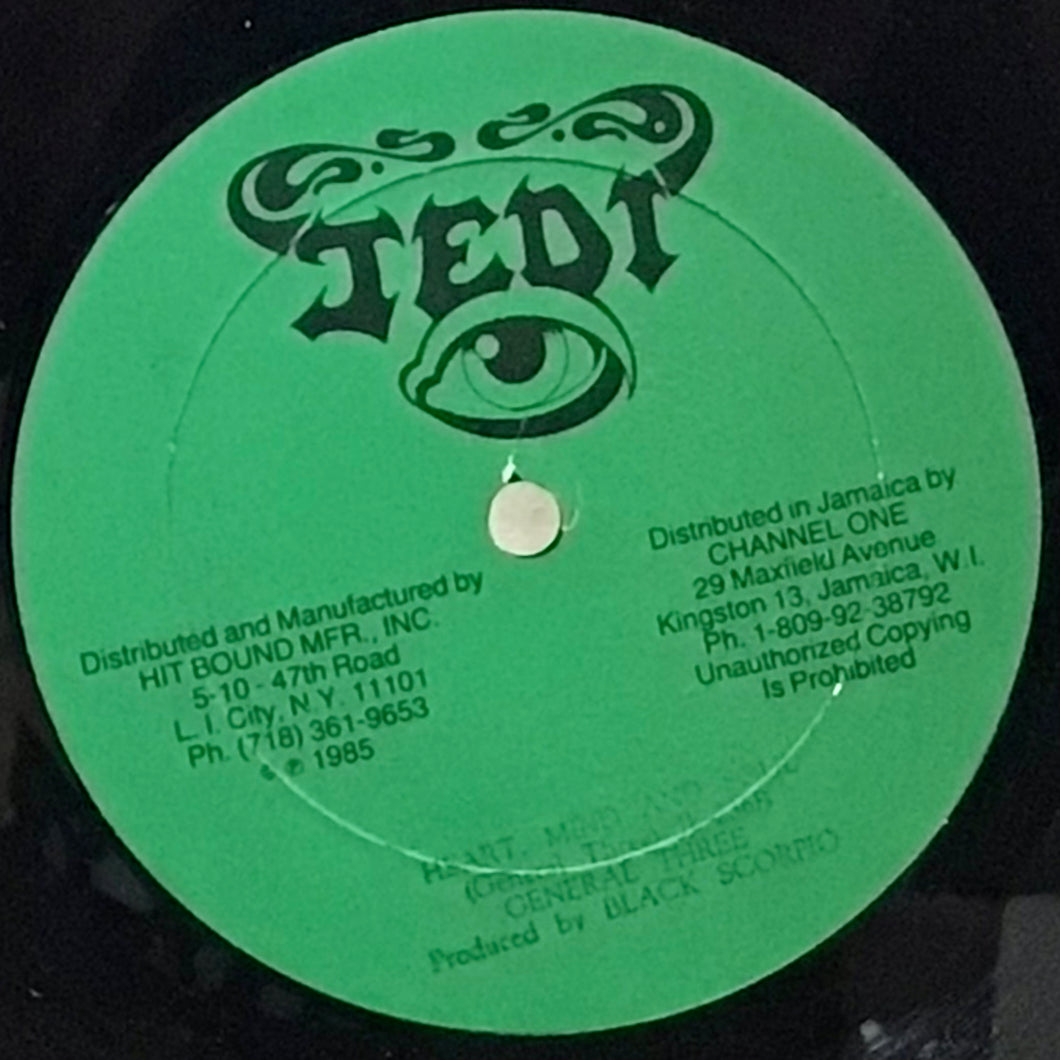 JEDI
Distributed and Manufactured by
HIT BOUND MFR., INC.
5-10 - 47th Road
L. I. City, N.Y. 11101
Ph. (718) 361-9653
© ℗ 1985
Distributed in Jamaica by
CHANNEL ONE
29 Maxfield Avenue
Kingston 13, Jamaica, W.I.
Ph. 1-809-92-38792
Unauthorized Copying
Is Prohibited
HEART, MIND AND
(General
GENERAL THREE
Produced by BLACK SCORPIO